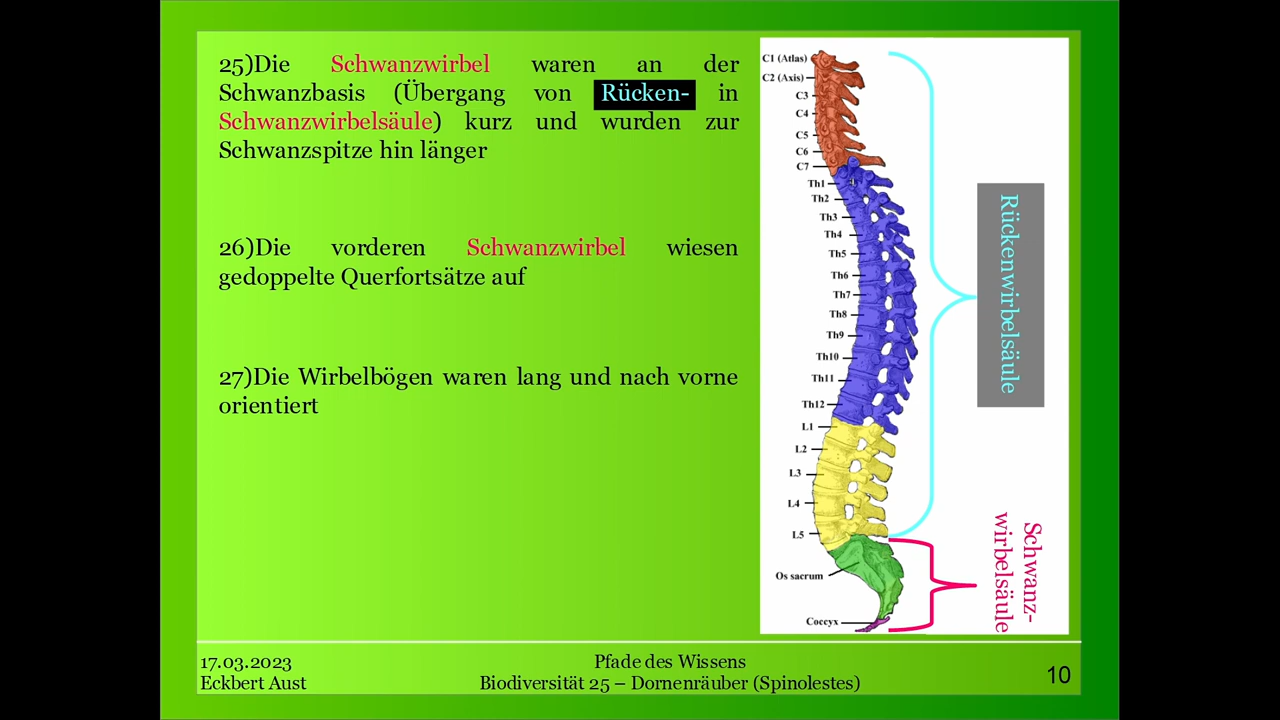 25)Die Schwanzwirbel waren an der
Schwanzbasis (Übergang von Rücken- in
Schwanzwirbelsäule) kurz und wurden zur
Schwanzspitze hin länger
26)Die vorderen Schwanzwirbel wiesen
gedoppelte Querfortsätze auf
27)Die Wirbelbögen waren lang und nach vorne
orientiert
C1 (Atlas)
C2 (Axis)
C3
C4
C5
C6
C7
Th1
Th2
Th3
Th4
Th5
Th6
Th7
Th8
Th9
Th10
Th11
Th12
L1
L2
L3
L4
L5
Os sacrum
Coccyx
Rückenwirbelsäule
Schwanz-
wirbelsäule
17.03.2023
Eckbert Aust
Pfade des Wissens
Biodiversität 25 – Dornenräuber (Spinolestes)
10